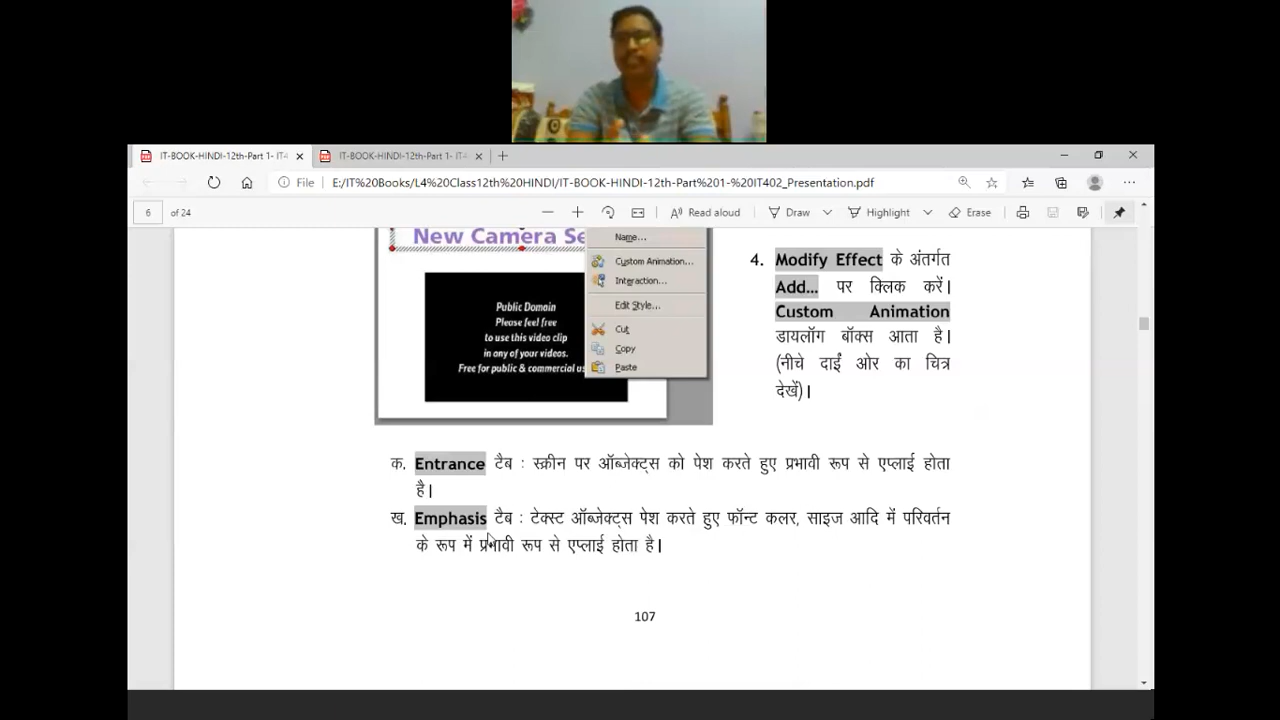 IT-BOOK-HINDI-12th-Part 1- IT4
IT-BOOK-HINDI-12th-Part 1- IT4
File E:/IT%20Books/L4%20Class12th%20HINDI/IT-BOOK-HINDI-12th-Part%201-%20IT402_Presentation.pdf
6 of 24 Read aloud Draw Highlight Erase
New Camera Se
Name...
Custom Animation...
Interaction...
Edit Style...
Cut
Copy
Paste
Public Domain
Please feel free
to use this video clip
in any of your videos.
Free for public & commercial us
4. Modify Effect के अंतर्गत
Add... पर क्लिक करें।
Custom Animation
डायलॉग बॉक्स आता है।
(नीचे दाईं ओर का चित्र
देखें)।
क. Entrance टैब : स्क्रीन पर ऑब्जेक्ट्स को पेश करते हुए प्रभावी रूप से एप्लाई होता
है।
ख. Emphasis टैब : टेक्स्ट ऑब्जेक्ट्स पेश करते हुए फॉन्ट कलर, साइज आदि में परिवर्तन
के रूप में प्रभावी रूप से एप्लाई होता है।
107